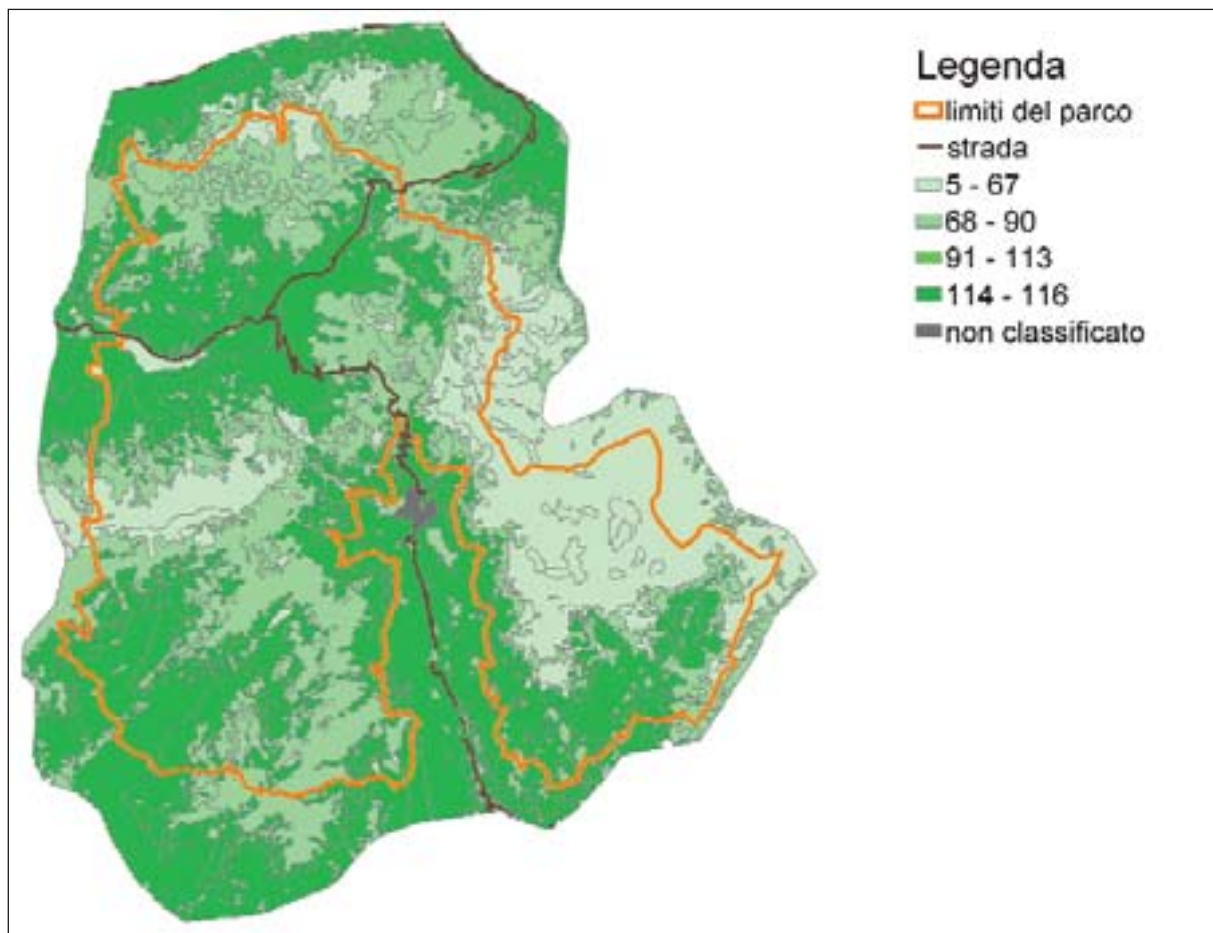 Legenda
limiti del parco
strada
5 - 67
68 - 90
91 - 113
114 - 116
non classificato